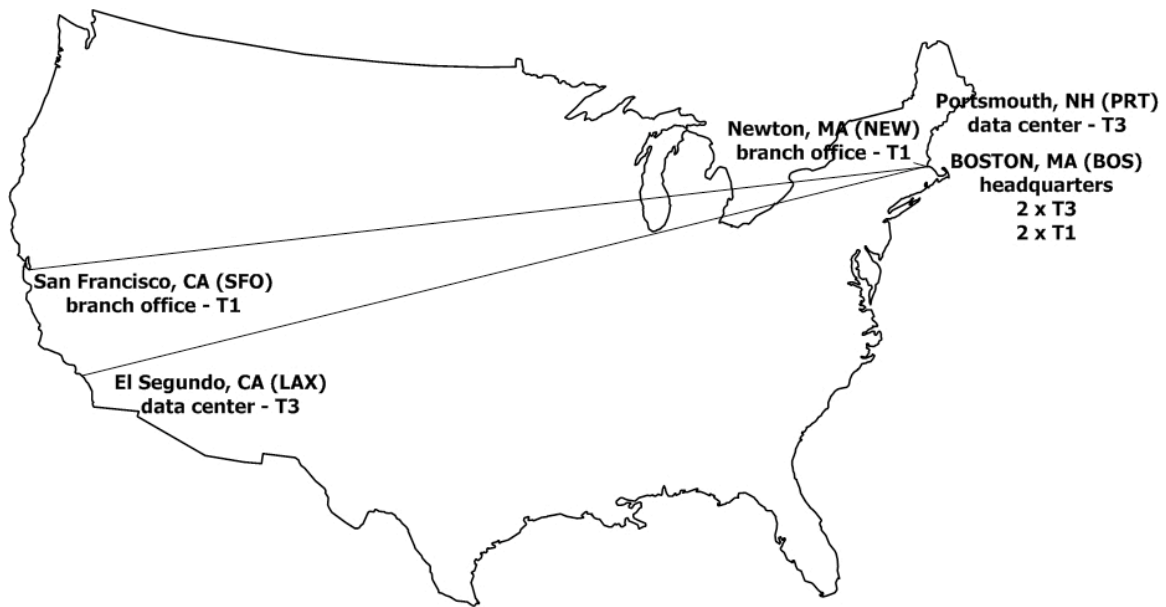 Portsmouth, NH (PRT)
data center - T3
Newton, MA (NEW)
branch office - T1
BOSTON, MA (BOS)
headquarters
2 x T3
2 x T1
San Francisco, CA (SFO)
branch office - T1
El Segundo, CA (LAX)
data center - T3